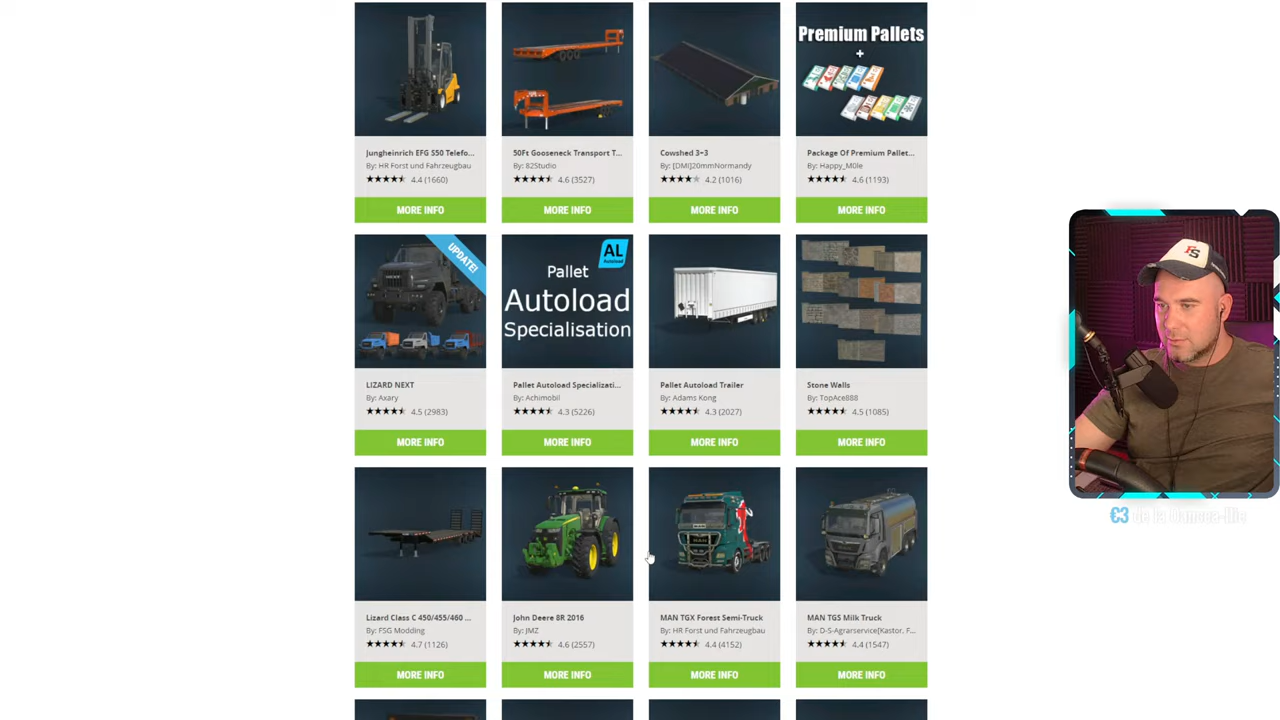 Premium Pallets
+
Jungheinrich EFG S50 Telefo...
By: HR Forst und Fahrzeugbau
4.4 (1660)
MORE INFO
50Ft Gooseneck Transport T...
By: 82Studio
4.6 (3527)
MORE INFO
Cowshed 3+3
By: [DMI]20mmNormandy
4.2 (1016)
MORE INFO
Package Of Premium Pallet...
By: Happy_M0le
4.6 (1193)
MORE INFO
UPDATE!
LIZARD NEXT
By: Axary
4.5 (2983)
MORE INFO
AL
Autoload
Pallet
Autoload
Specialisation
Pallet Autoload Specializati...
By: Achimobil
4.3 (5226)
MORE INFO
Pallet Autoload Trailer
By: Adams Kong
4.3 (2027)
MORE INFO
Stone Walls
By: TopAce888
4.5 (1085)
MORE INFO
Lizard Class C 450/455/460 ...
By: FSG Modding
4.7 (1126)
MORE INFO
John Deere 8R 2016
By: JMZ
4.6 (2557)
MORE INFO
MAN TGX Forest Semi-Truck
By: HR Forst und Fahrzeugbau
4.4 (4152)
MORE INFO
MAN TGS Milk Truck
By: D-S-Agrarservice[Kastor, F...
4.4 (1547)
MORE INFO
FS